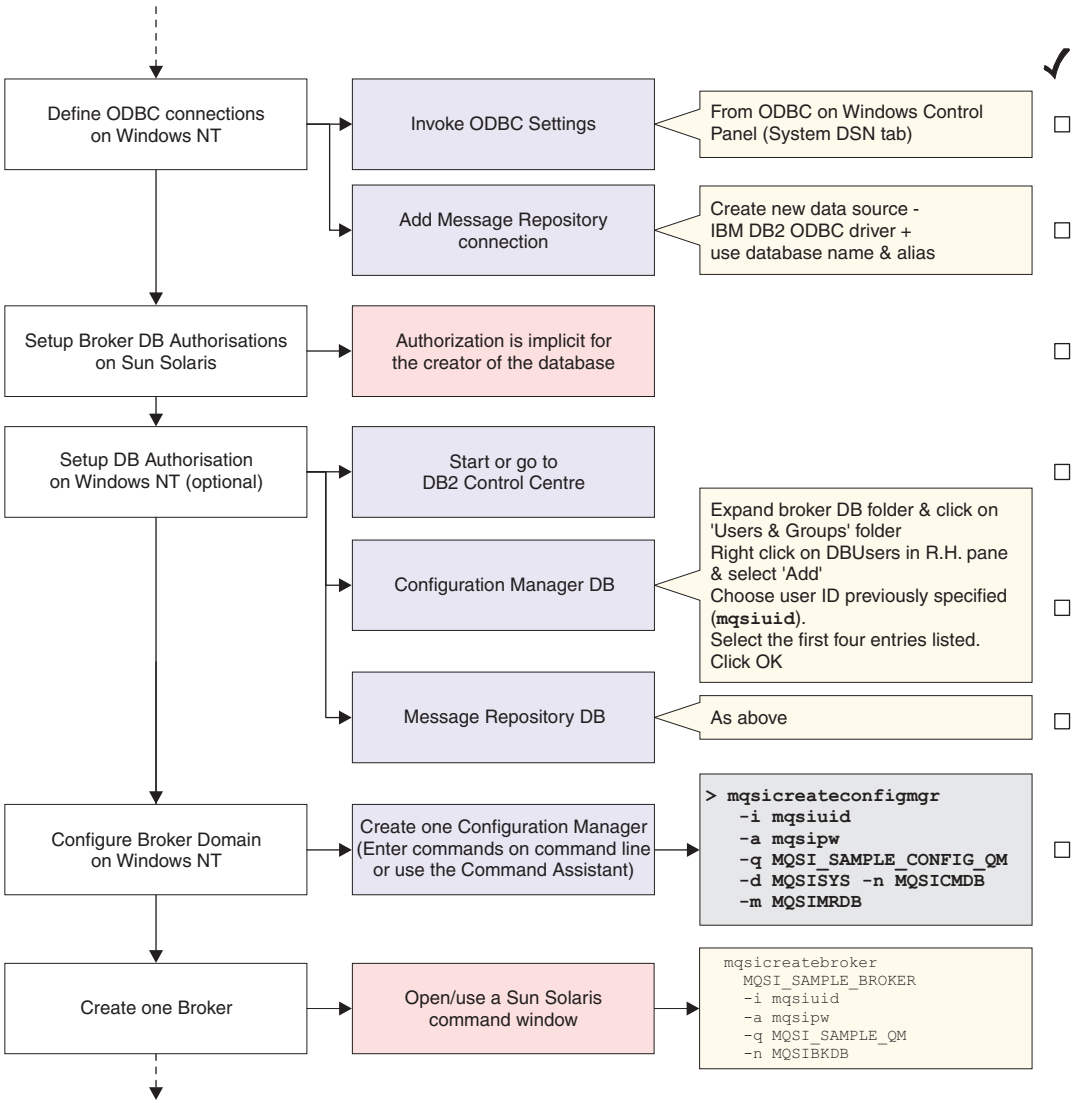 Define ODBC connections
on Windows NT
Invoke ODBC Settings
From ODBC on Windows Control
Panel (System DSN tab)
Add Message Repository
connection
Create new data source -
IBM DB2 ODBC driver +
use database name & alias
Setup Broker DB Authorisations
on Sun Solaris
Authorization is implicit for
the creator of the database
Setup DB Authorisation
on Windows NT (optional)
Start or go to
DB2 Control Centre
Configuration Manager DB
Expand broker DB folder & click on
'Users & Groups' folder
Right click on DBUsers in R.H. pane
& select 'Add'
Choose user ID previously specified
(mqsiuid).
Select the first four entries listed.
Click OK
Message Repository DB
As above
Configure Broker Domain
on Windows NT
Create one Configuration Manager
(Enter commands on command line
or use the Command Assistant)
> mqsicreateconfigmgr
-i mqsiuid
-a mqsipw
-q MQSI_SAMPLE_CONFIG_QM
-d MQSISYS -n MQSICMDB
-m MQSIMRDB
Create one Broker
Open/use a Sun Solaris
command window
mqsicreatebroker
MQSI_SAMPLE_BROKER
-i mqsiuid
-a mqsipw
-q MQSI_SAMPLE_QM
-n MQSIBKDB